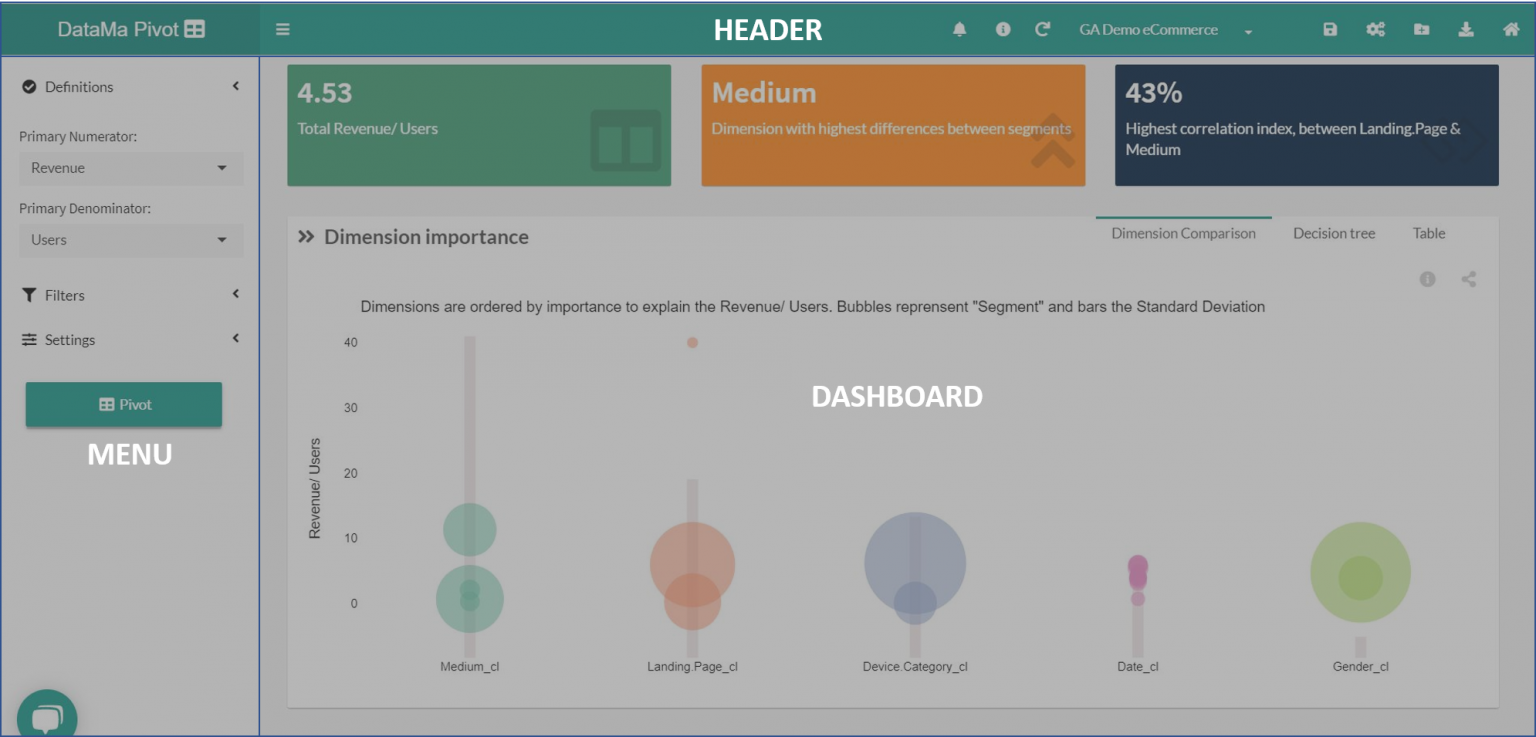 DataMa Pivot
HEADER
GA Demo eCommerce
Definitions
Primary Numerator:
Revenue
Primary Denominator:
Users
Filters
Settings
Pivot
MENU
4.53
Total Revenue/ Users
Medium
Dimension with highest differences between segments
43%
Highest correlation index, between Landing.Page &
Medium
Dimension importance
Dimension Comparison
Decision tree
Table
Dimensions are ordered by importance to explain the Revenue/ Users. Bubbles reprensent "Segment" and bars the Standard Deviation
DASHBOARD
Revenue/ Users
40
30
20
10
0
Medium_cl
Landing.Page_cl
Device.Category_cl
Date_cl
Gender_cl